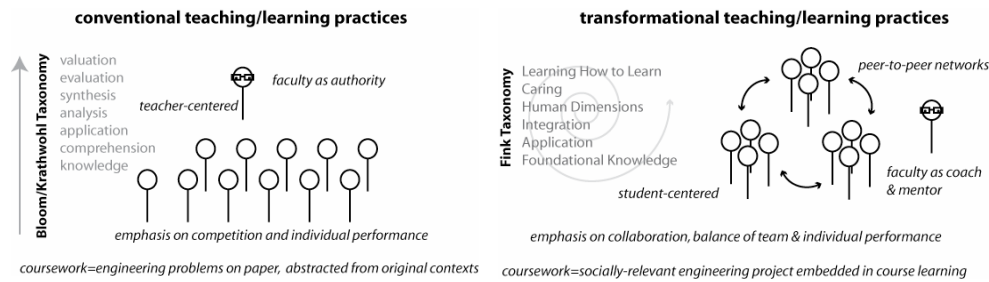 conventional teaching/learning practices
Bloom/Krathwohl Taxonomy
valuation
evaluation
synthesis
analysis
application
comprehension
knowledge
faculty as authority
teacher-centered
emphasis on competition and individual performance
coursework=engineering problems on paper, abstracted from original contexts
transformational teaching/learning practices
Fink Taxonomy
Learning How to Learn
Caring
Human Dimensions
Integration
Application
Foundational Knowledge
peer-to-peer networks
student-centered
faculty as coach
& mentor
emphasis on collaboration, balance of team & individual performance
coursework=socially-relevant engineering project embedded in course learning